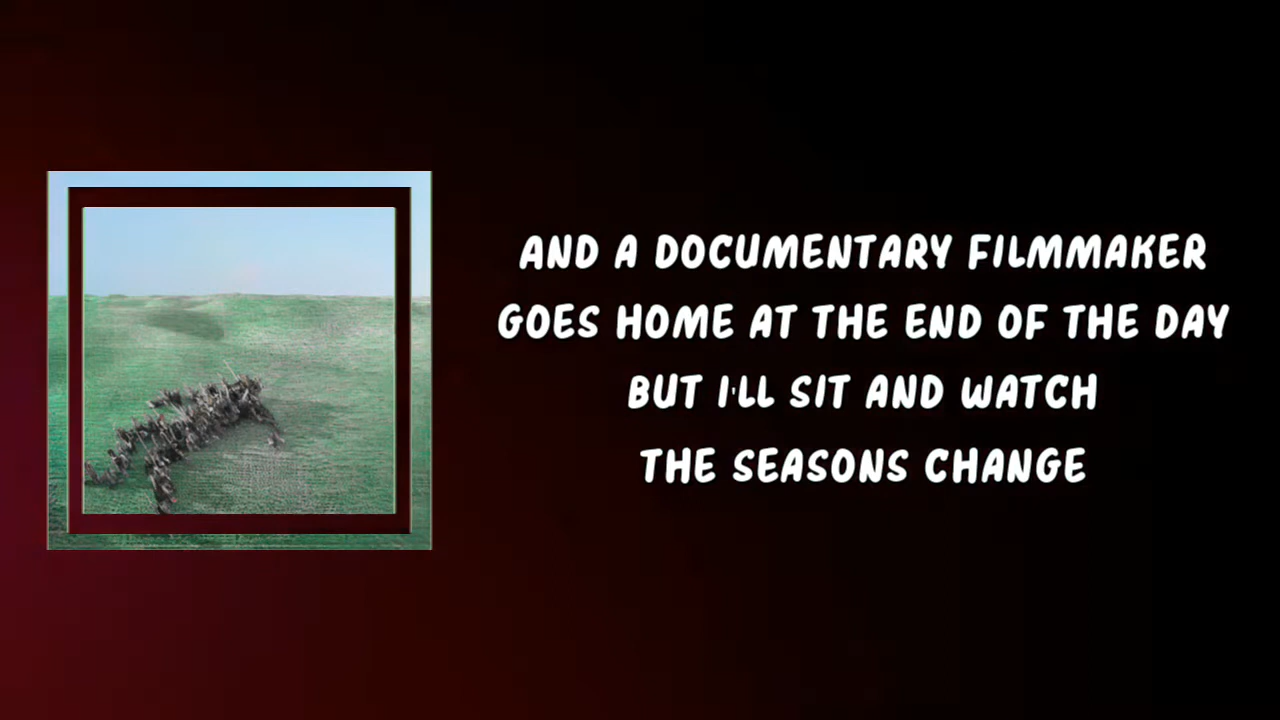 AND A DOCUMENTARY FILMMAKER
GOES HOME AT THE END OF THE DAY
BUT I'LL SIT AND WATCH
THE SEASONS CHANGE